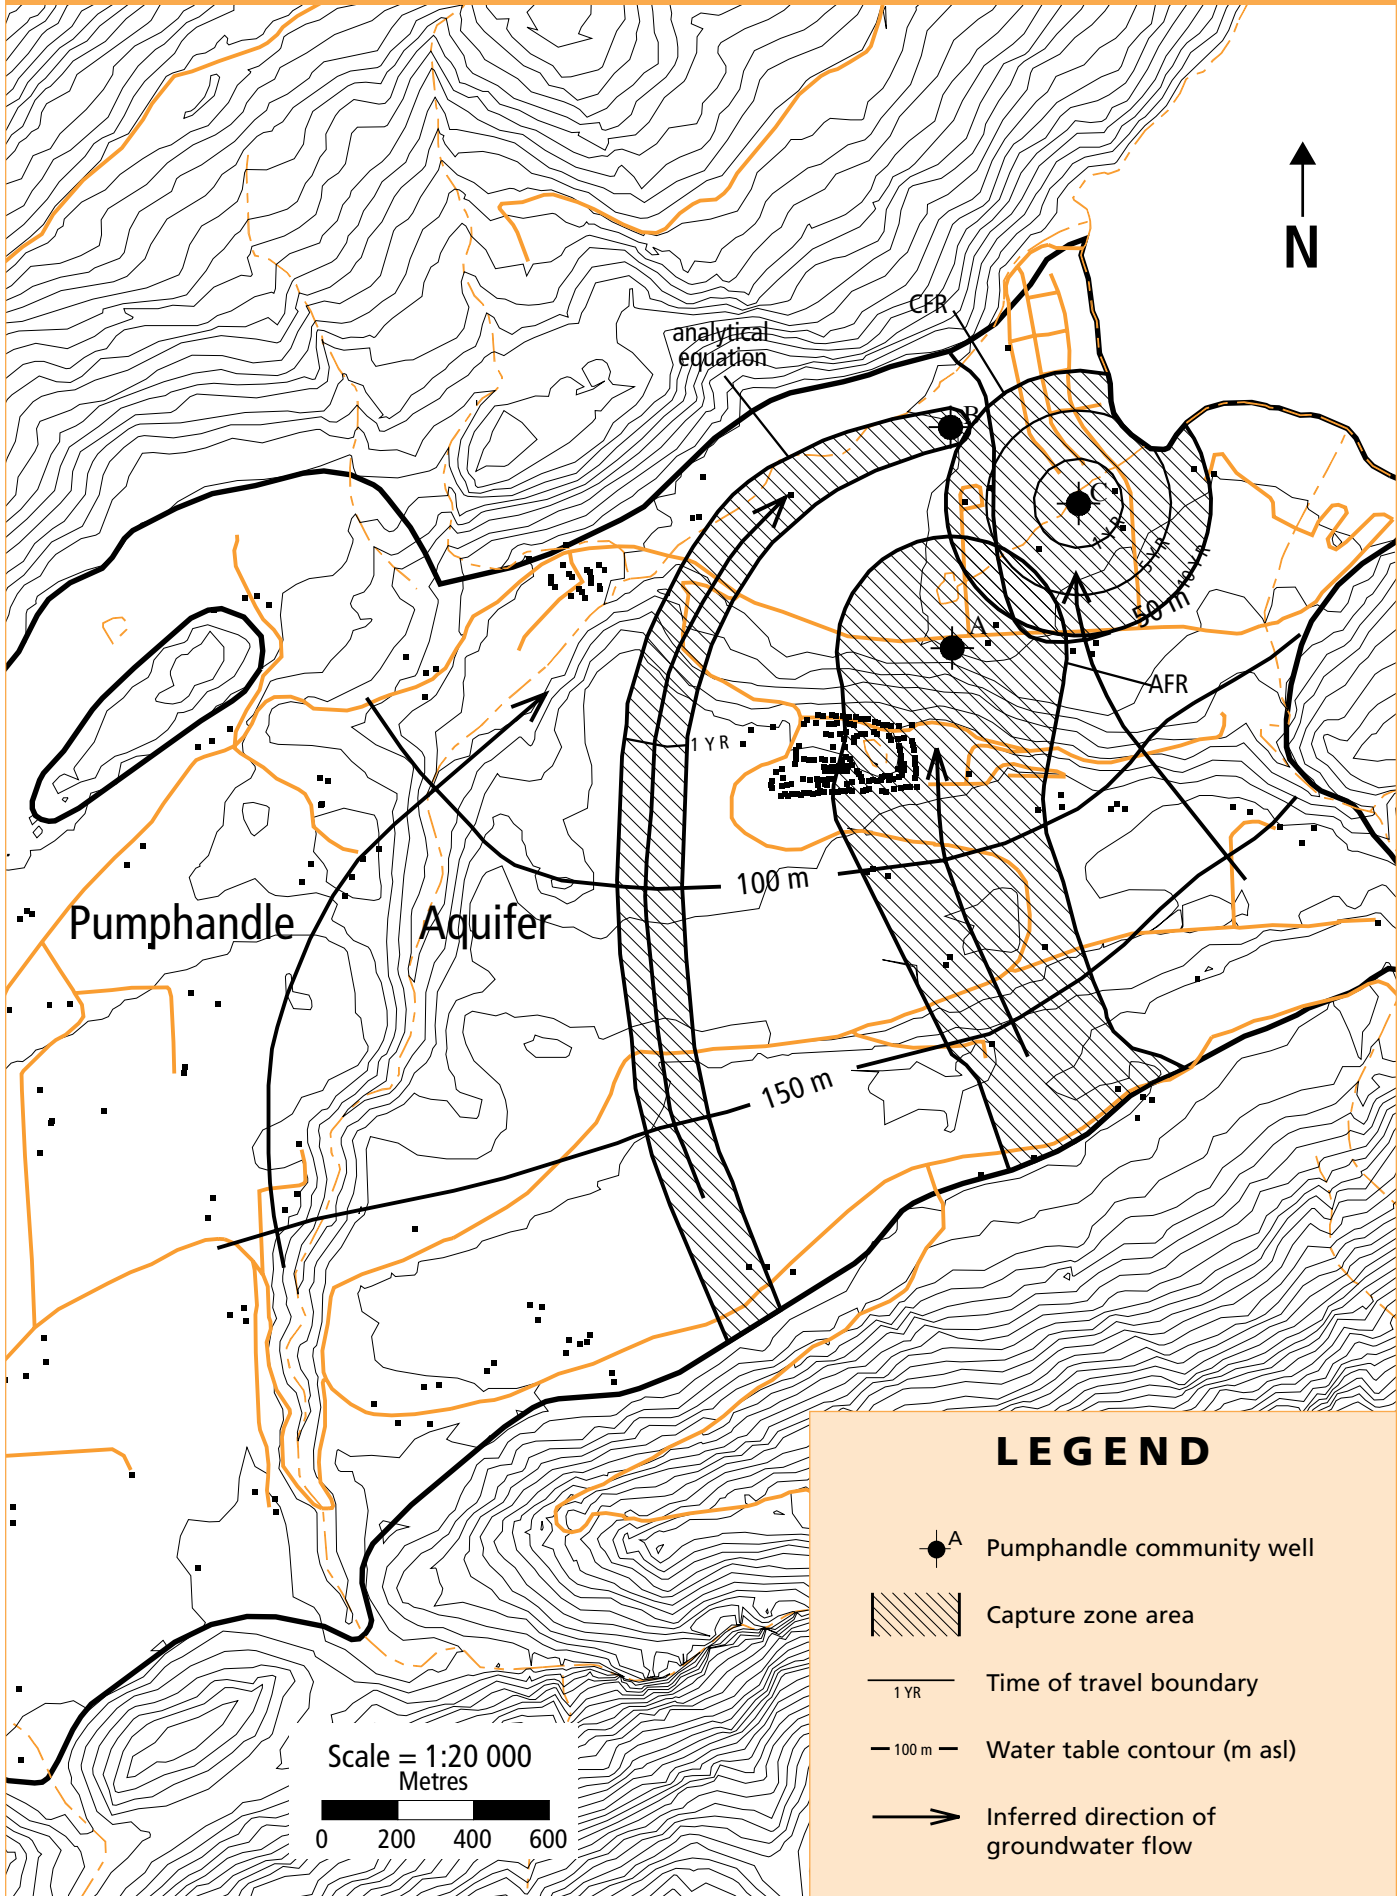 N
CFR
analytical
equation
B
C
1 YR
5 YR
10 YR
50 m
A
AFR
1 YR
100 m
Pumphandle Aquifer
150 m
LEGEND
A
Pumphandle community well
Capture zone area
1 YR
Time of travel boundary
100 m
Water table contour (m asl)
Inferred direction of
groundwater flow
Scale = 1:20 000
Metres
0 200 400 600